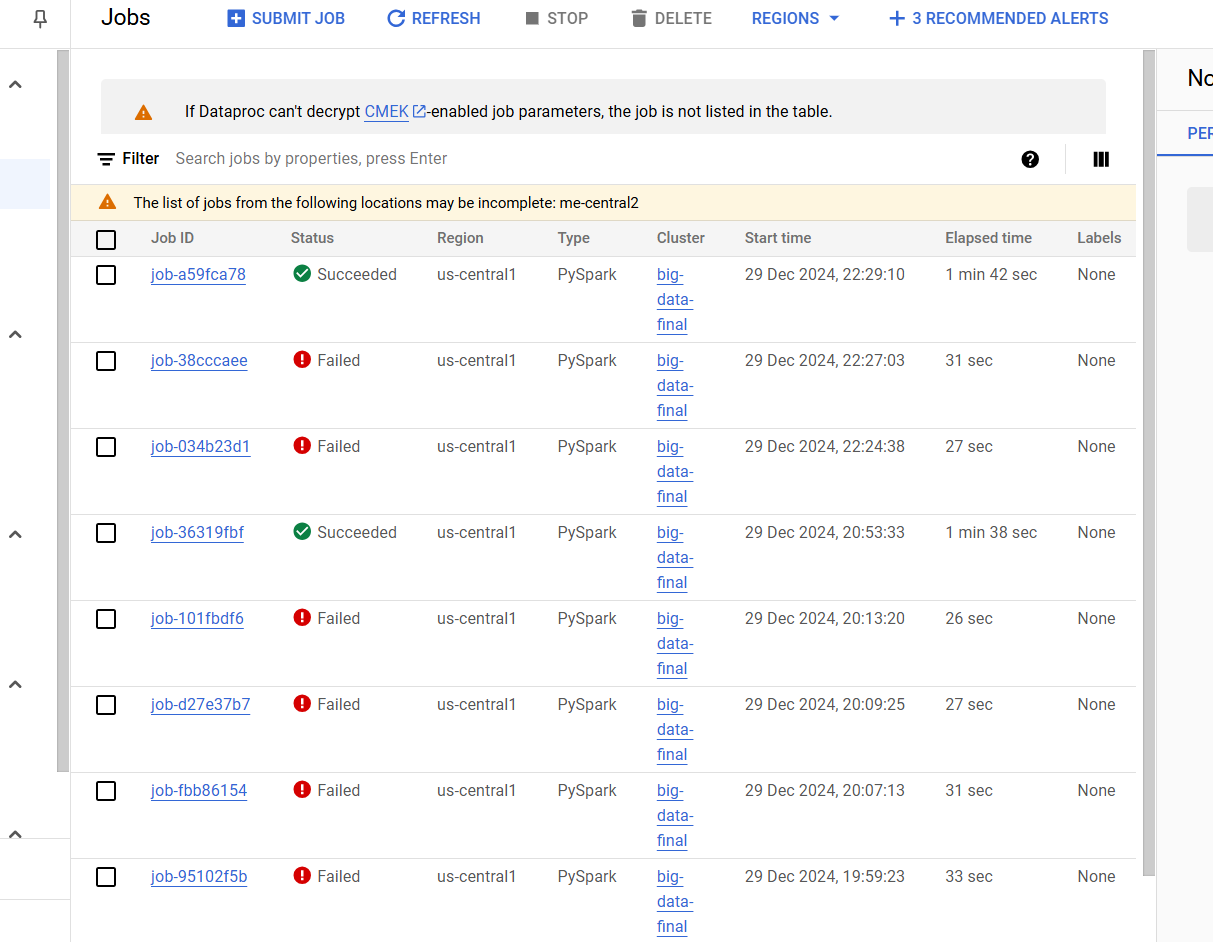 Jobs SUBMIT JOB REFRESH STOP DELETE REGIONS 3 RECOMMENDED ALERTS
If Dataproc can't decrypt CMEK-enabled job parameters, the job is not listed in the table.
Filter Search jobs by properties, press Enter
The list of jobs from the following locations may be incomplete: me-central2
Job ID Status Region Type Cluster Start time Elapsed time Labels
job-a59fca78 Succeeded us-central1 PySpark big- 29 Dec 2024, 22:29:10 1 min 42 sec None
data-
final
job-38cccaee Failed us-central1 PySpark big- 29 Dec 2024, 22:27:03 31 sec None
data-
final
job-034b23d1 Failed us-central1 PySpark big- 29 Dec 2024, 22:24:38 27 sec None
data-
final
job-36319fbf Succeeded us-central1 PySpark big- 29 Dec 2024, 20:53:33 1 min 38 sec None
data-
final
job-101fbdf6 Failed us-central1 PySpark big- 29 Dec 2024, 20:13:20 26 sec None
data-
final
job-d27e37b7 Failed us-central1 PySpark big- 29 Dec 2024, 20:09:25 27 sec None
data-
final
job-fbb86154 Failed us-central1 PySpark big- 29 Dec 2024, 20:07:13 31 sec None
data-
final
job-95102f5b Failed us-central1 PySpark big- 29 Dec 2024, 19:59:23 33 sec None
data-
final